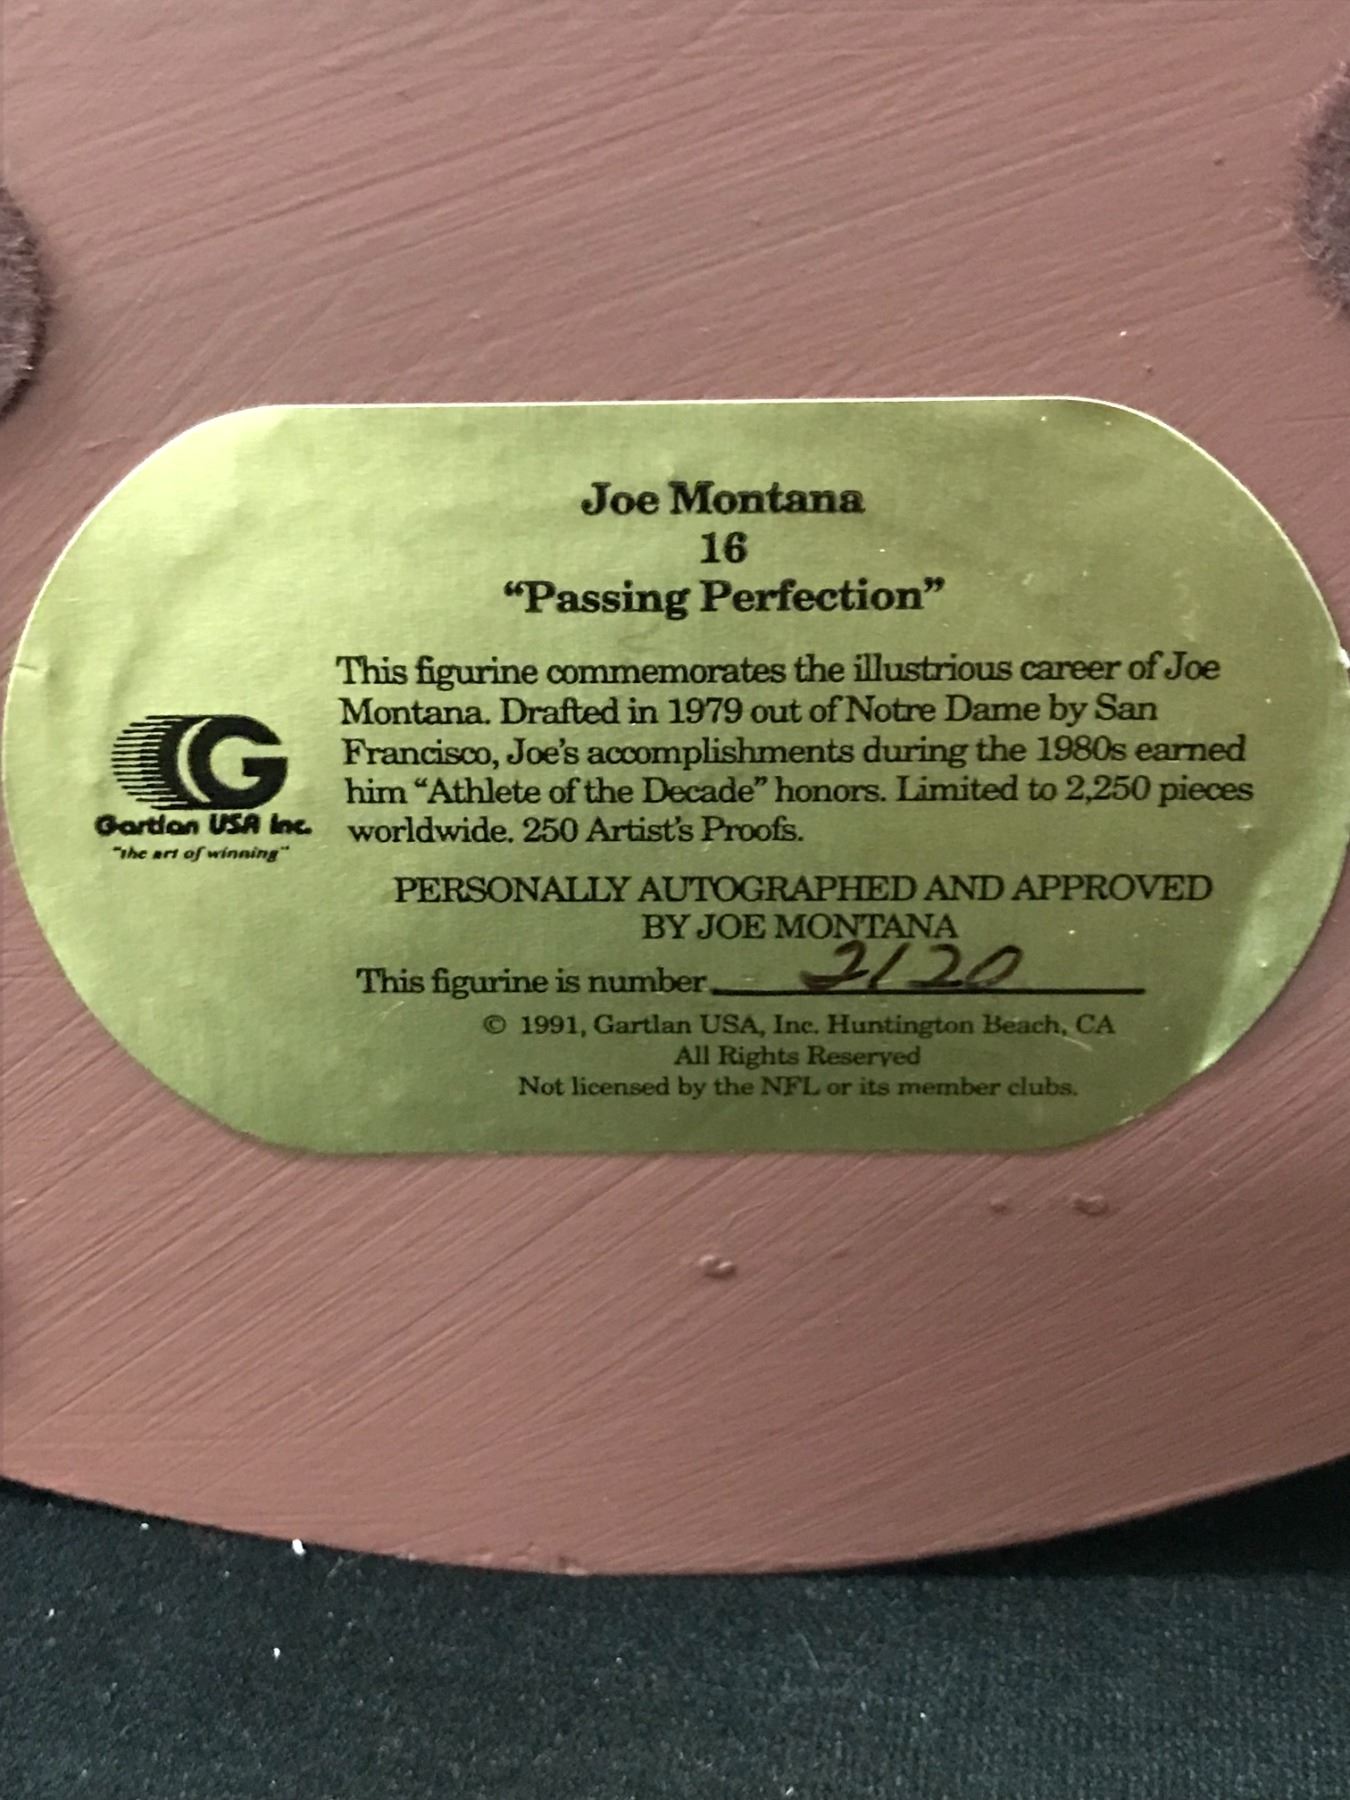 Joe Montana
16
“Passing Perfection”
This figurine commemorates the illustrious career of Joe
Montana. Drafted in 1979 out of Notre Dame by San
Francisco, Joe's accomplishments during the 1980s earned
him “Athlete of the Decade” honors. Limited to 2,250 pieces
worldwide. 250 Artist's Proofs.
G
Gartlan USA Inc.
"the art of winning"
PERSONALLY AUTOGRAPHED AND APPROVED
BY JOE MONTANA
This figurine is number 2120
© 1991, Gartlan USA, Inc. Huntington Beach, CA
All Rights Reserved
Not licensed by the NFL or its member clubs.